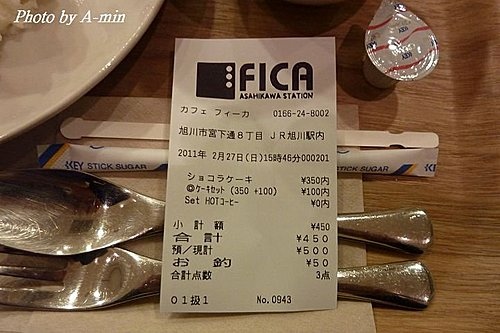 Photo by A-min
FICA
ASAHIKAWA STATION
カフェ フィーカ 0166-24-8002
旭川市宮下通8丁目 JR旭川駅内
2011年 2月27日(日)15時46分000201
ショコラケーキ ¥350内
◎ケーキセット (350 +100) ¥100内
Set HOTコーヒー ¥0内
小計額 ¥450
合計 ¥450
預/現計 ¥500
お釣 ¥50
合計点数 3点
01扱1 No.0943
KEY STICK SUGAR
STICK SUGAR
KEY